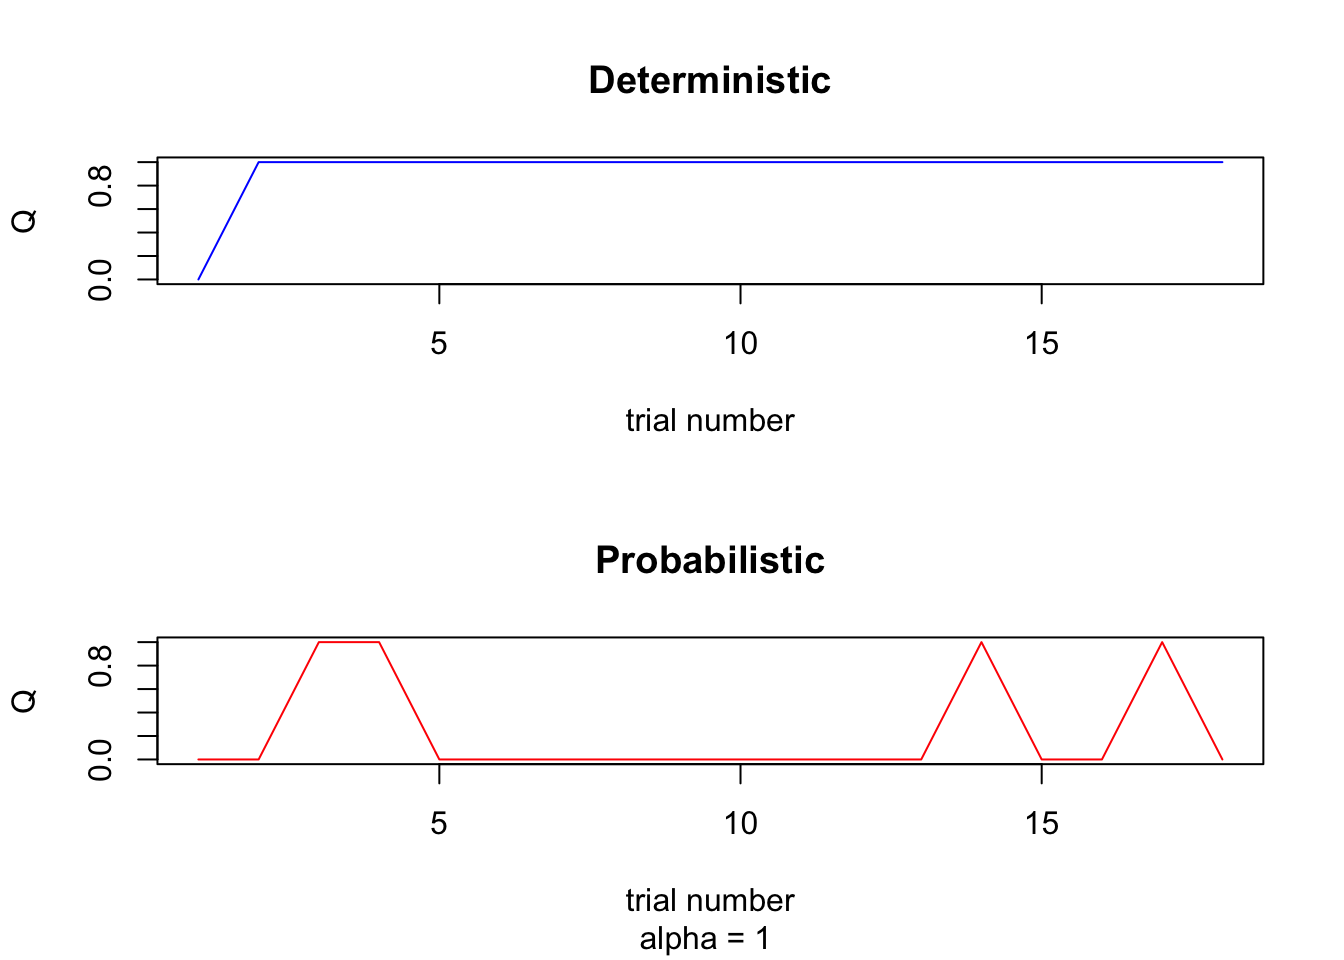 Deterministic
Q
0.8
0.0
5 10 15
trial number
Probabilistic
Q
0.8
0.0
5 10 15
trial number
alpha = 1